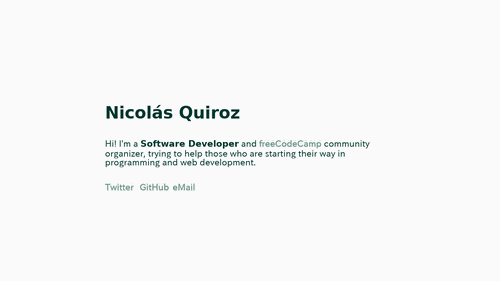 Nicolás Quiroz
Hi! I'm a Software Developer and freeCodeCamp community
organizer, trying to help those who are starting their way in
programming and web development.
Twitter GitHub eMail